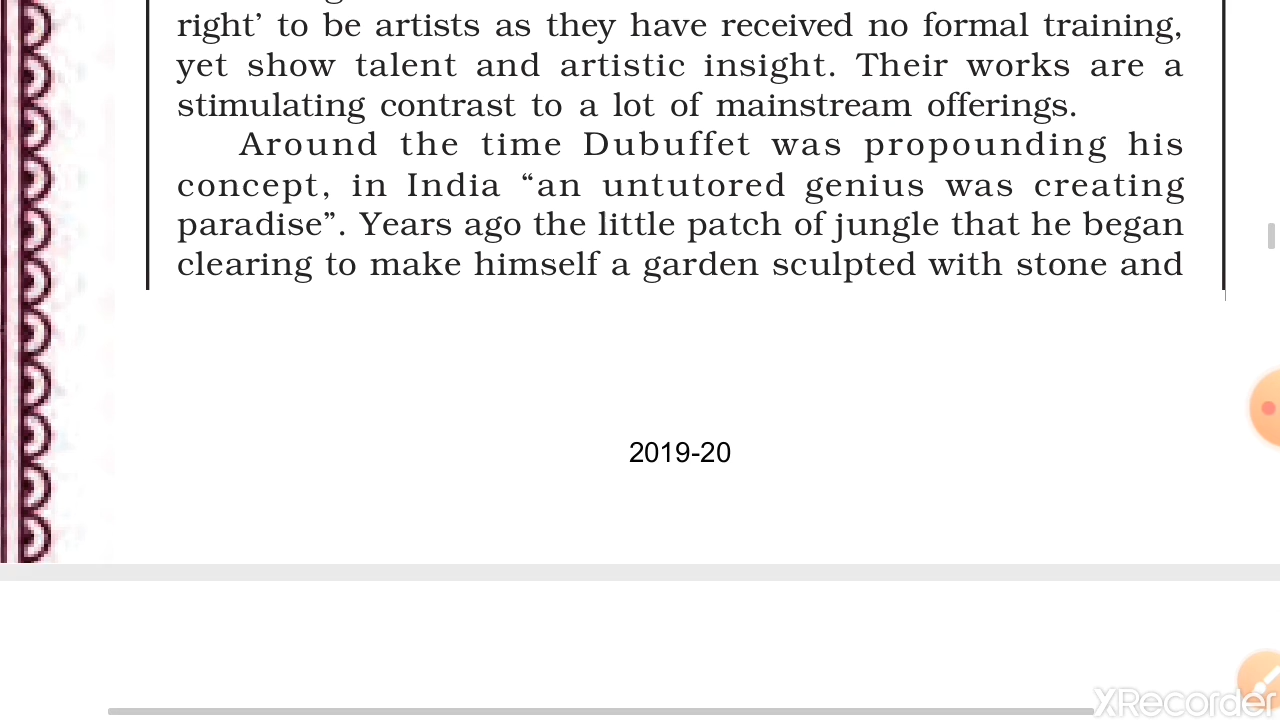 right’ to be artists as they have received no formal training,
yet show talent and artistic insight. Their works are a
stimulating contrast to a lot of mainstream offerings.
Around the time Dubuffet was propounding his
concept, in India “an untutored genius was creating
paradise”. Years ago the little patch of jungle that he began
clearing to make himself a garden sculpted with stone and
2019-20
XRecorder